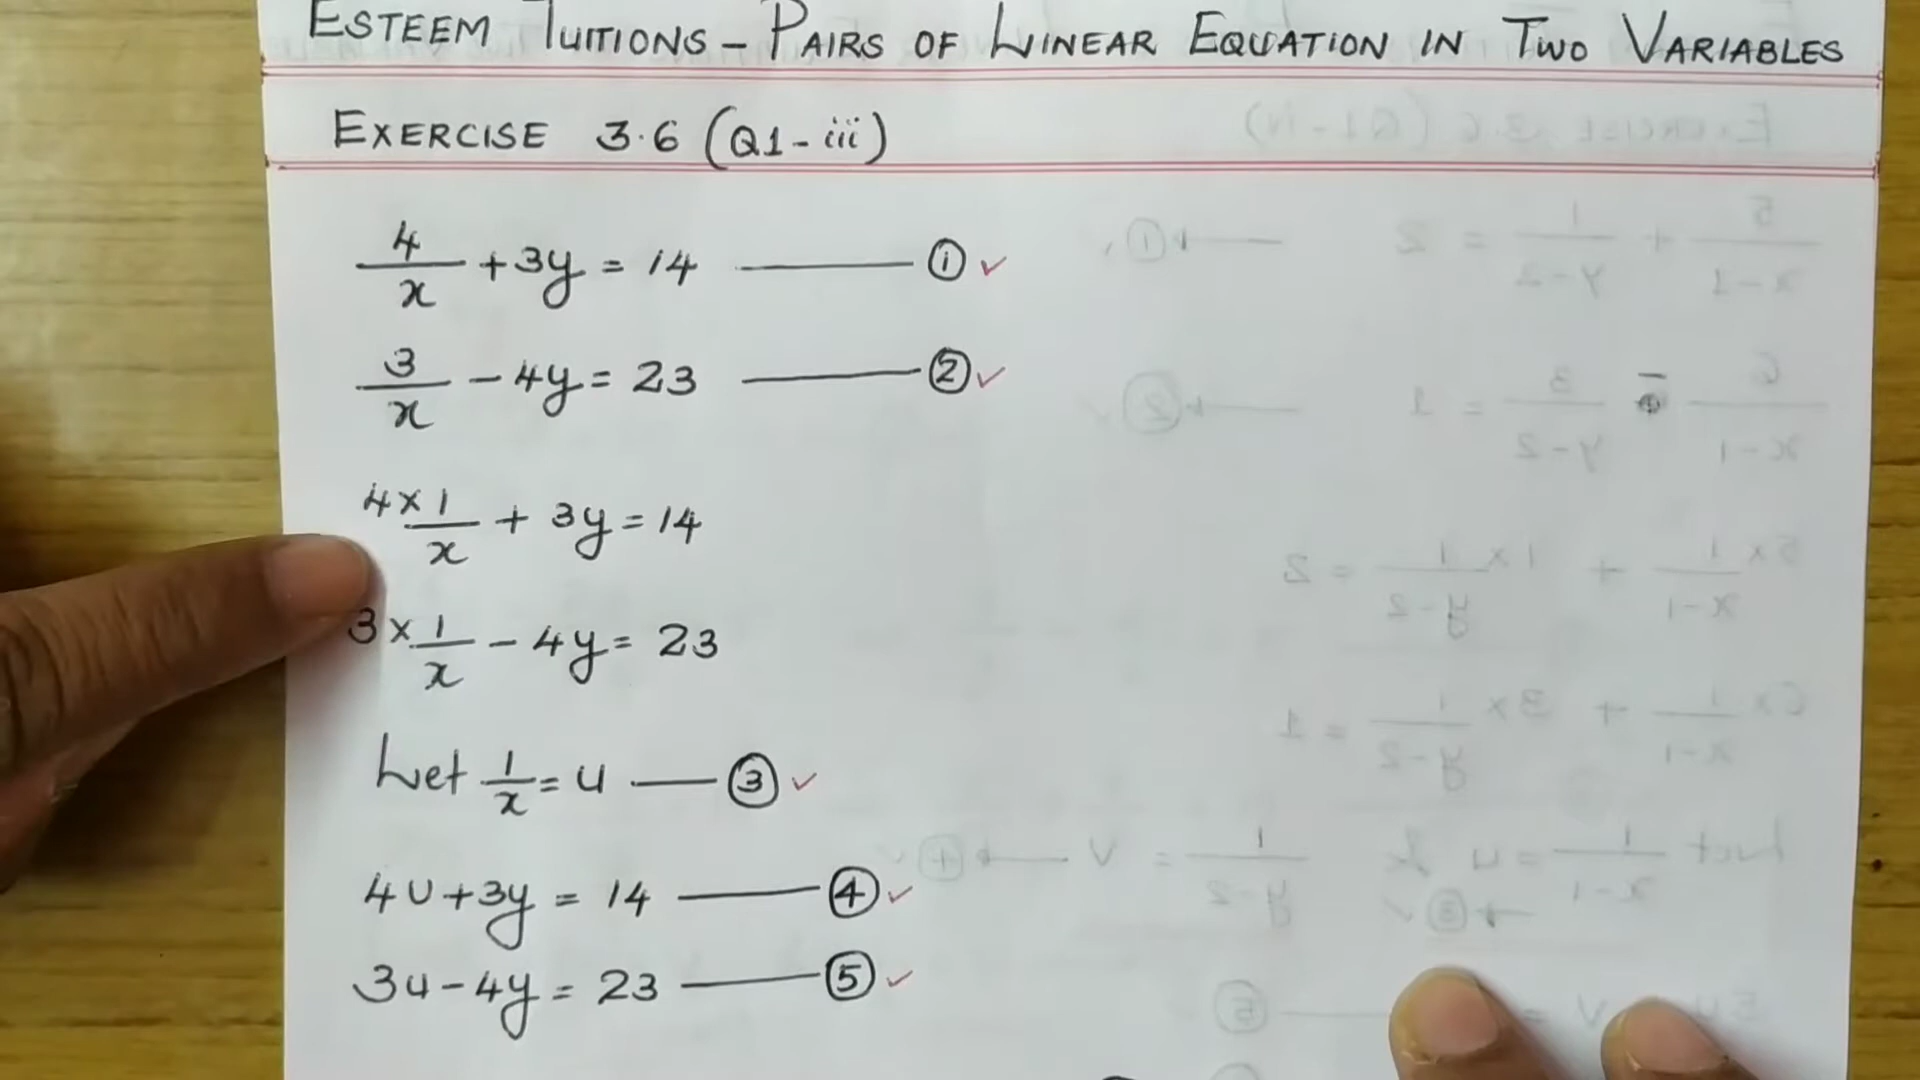 ESTEEM TUITIONS - PAIRS OF LINEAR EQUATION IN TWO VARIABLES
EXERCISE 3.6 (Q1-iii)
4/x + 3y = 14 —— ① ✓
3/x - 4y = 23 —— ② ✓
4 × 1/x + 3y = 14
3 × 1/x - 4y = 23
Let 1/x = u —— ③ ✓
4U + 3y = 14 —— ④ ✓
3u - 4y = 23 —— ⑤ ✓